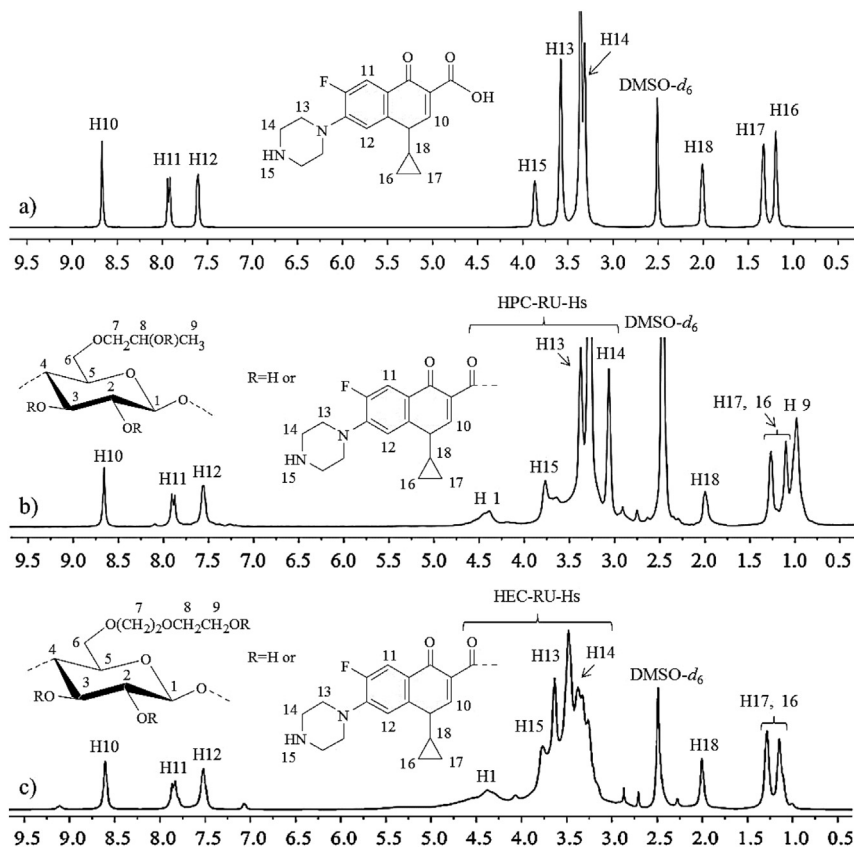 H10
H11
H12
F
O
O
OH
11
10
12
13
14
N
HN
15
18
16
17
H15
H13
H14
DMSO-d6
H18
H17
H16
a)
9.5 9.0 8.5 8.0 7.5 7.0 6.5 6.0 5.5 5.0 4.5 4.0 3.5 3.0 2.5 2.0 1.5 1.0 0.5
7 8 9
OCH2CH(OR)CH3
6
4
5
O
3
2
1
O
RO
OR
R=H or
F
O
O
11
10
12
13
14
N
HN
15
18
16
17
HPC-RU-Hs
H10
H11
H12
H 1
H15
H13
H14
DMSO-d6
H18
H17, 16
H 9
b)
9.5 9.0 8.5 8.0 7.5 7.0 6.5 6.0 5.5 5.0 4.5 4.0 3.5 3.0 2.5 2.0 1.5 1.0 0.5
7 8 9
O(CH2)2OCH2CH2OR
6
4
5
O
3
2
1
O
RO
OR
R=H or
F
O
O
11
10
12
13
14
N
HN
15
18
16
17
HEC-RU-Hs
H10
H11
H12
H1
H15
H13
H14
DMSO-d6
H18
H17, 16
c)
9.5 9.0 8.5 8.0 7.5 7.0 6.5 6.0 5.5 5.0 4.5 4.0 3.5 3.0 2.5 2.0 1.5 1.0 0.5